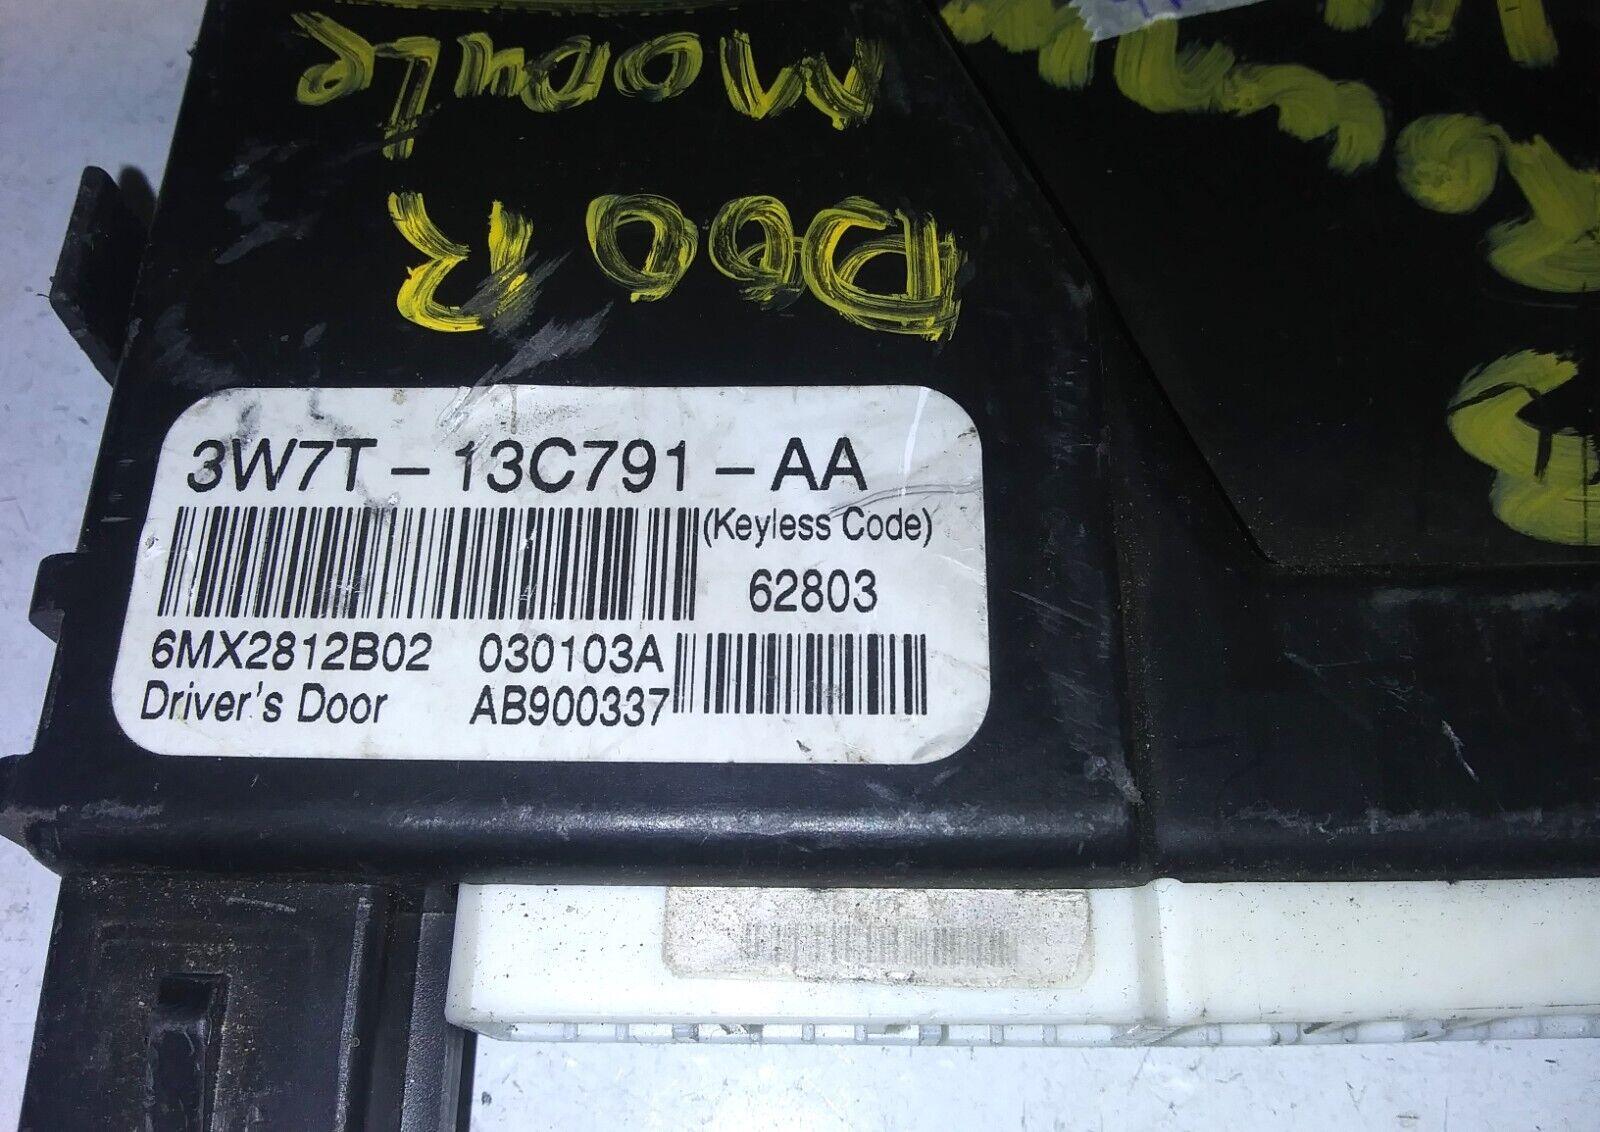 DOOR
MODULE
3W7T – 13C791 – AA
(Keyless Code)
62803
6MX2812B02 030103A
Driver's Door AB900337